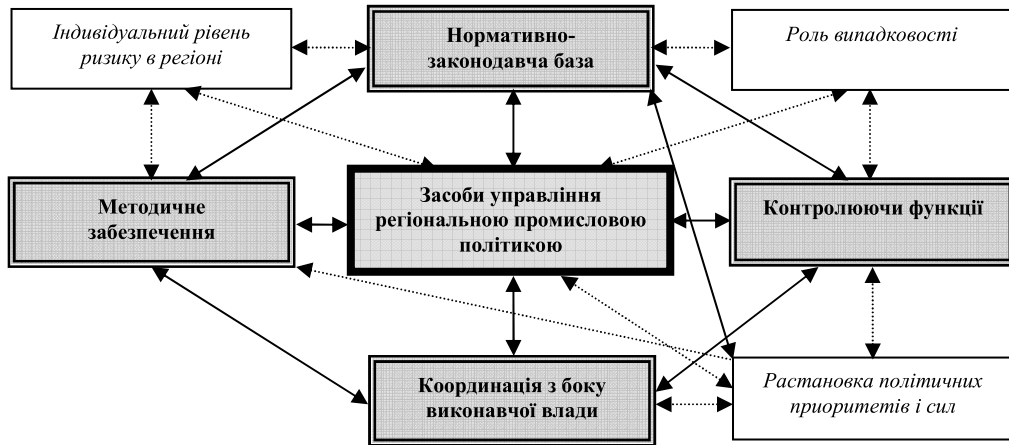 Індивідуальний рівень
ризику в регіоні
Нормативно-
законодавча база
Роль випадковості
Методичне
забезпечення
Засоби управління
регіональною промисловою
політикою
Контролюючи функції
Координація з боку
виконавчої влади
Растановка політичних
приоритетів і сил